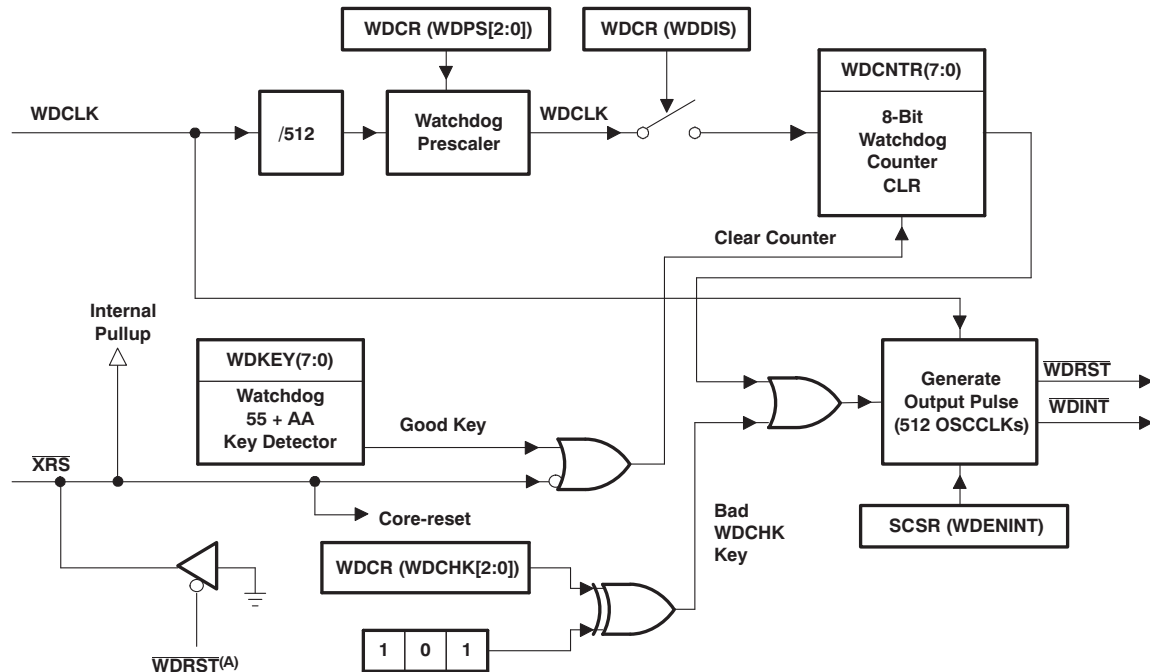 WDCR (WDPS[2:0])
WDCR (WDDIS)
WDCNTR(7:0)
WDCLK
/512
Watchdog
Prescaler
WDCLK
8-Bit
Watchdog
Counter
CLR
Clear Counter
Internal
Pullup
WDKEY(7:0)
Watchdog
55 + AA
Key Detector
Good Key
Generate
Output Pulse
(512 OSCCLKs)
WDRST
WDINT
XRS
Core-reset
Bad
WDCHK
Key
SCSR (WDENINT)
WDCR (WDCHK[2:0])
WDRST(A)
1 0 1